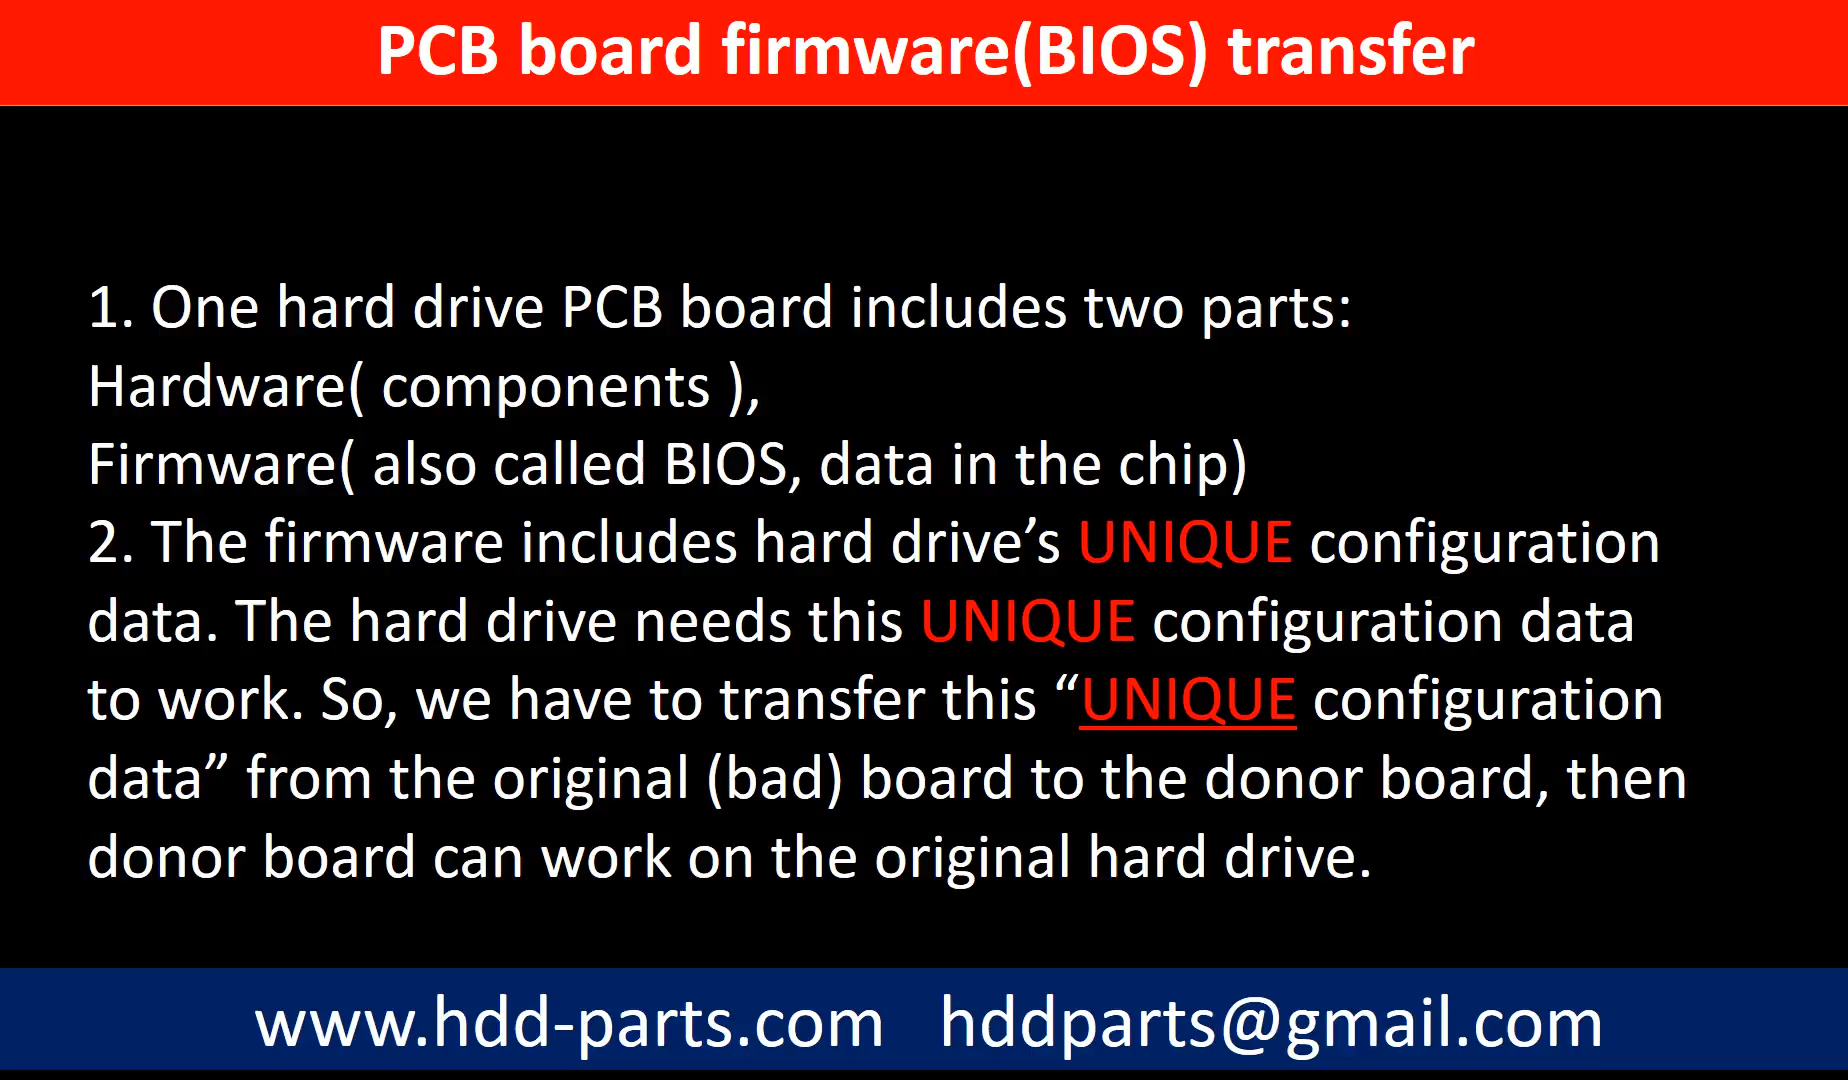 PCB board firmware(BIOS) transfer
1. One hard drive PCB board includes two parts:
Hardware( components ),
Firmware( also called BIOS, data in the chip)
2. The firmware includes hard drive’s UNIQUE configuration
data. The hard drive needs this UNIQUE configuration data
to work. So, we have to transfer this “UNIQUE configuration
data” from the original (bad) board to the donor board, then
donor board can work on the original hard drive.
www.hdd-parts.com hddparts@gmail.com